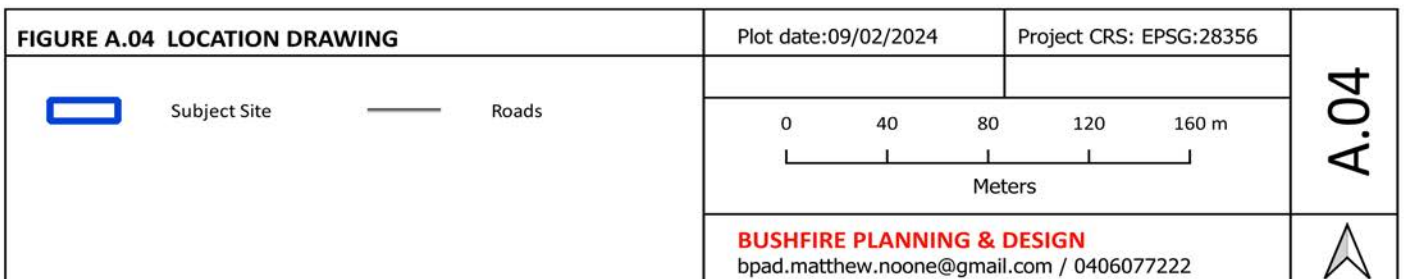 FIGURE A.04 LOCATION DRAWING
Plot date:09/02/2024
Project CRS: EPSG:28356
Subject Site
Roads
0 40 80 120 160 m
Meters
A.04
BUSHFIRE PLANNING & DESIGN
bpad.matthew.noone@gmail.com / 0406077222